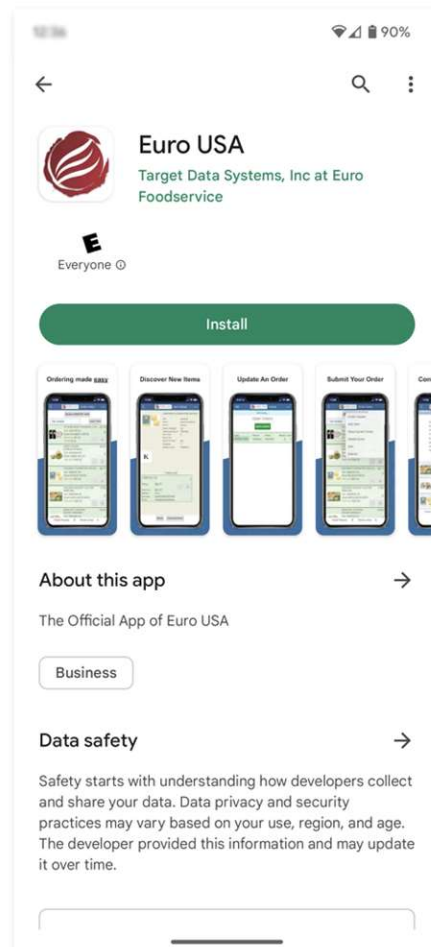 90%
Euro USA
Target Data Systems, Inc at Euro
Foodservice
E
Everyone
Install
Ordering made easy
Discover New Items
Update An Order
Submit Your Order
About this app
The Official App of Euro USA
Business
Data safety
Safety starts with understanding how developers collect
and share your data. Data privacy and security
practices may vary based on your use, region, and age.
The developer provided this information and may update
it over time.